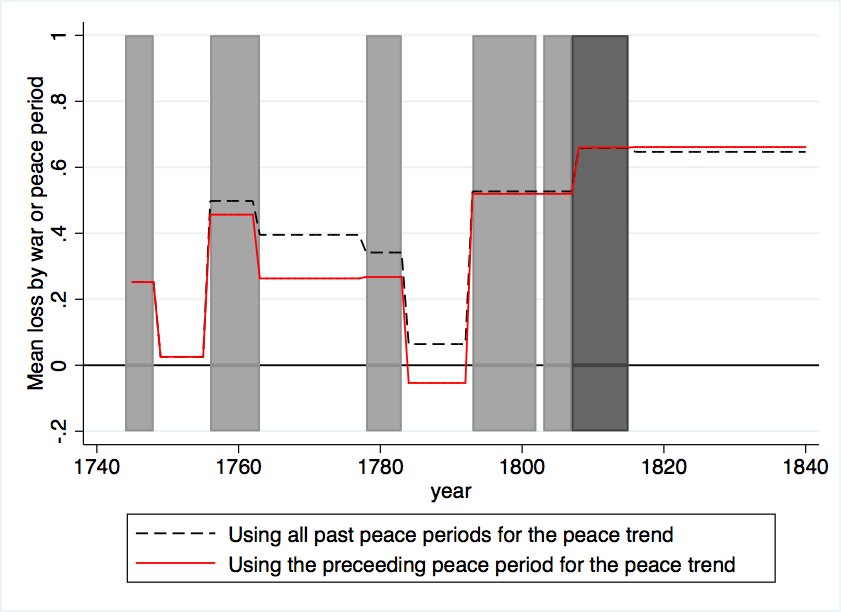 Mean loss by war or peace period
1
.8
.6
.4
.2
0
-.2
1740 1760 1780 1800 1820 1840
year
Using all past peace periods for the peace trend
Using the preceeding peace period for the peace trend